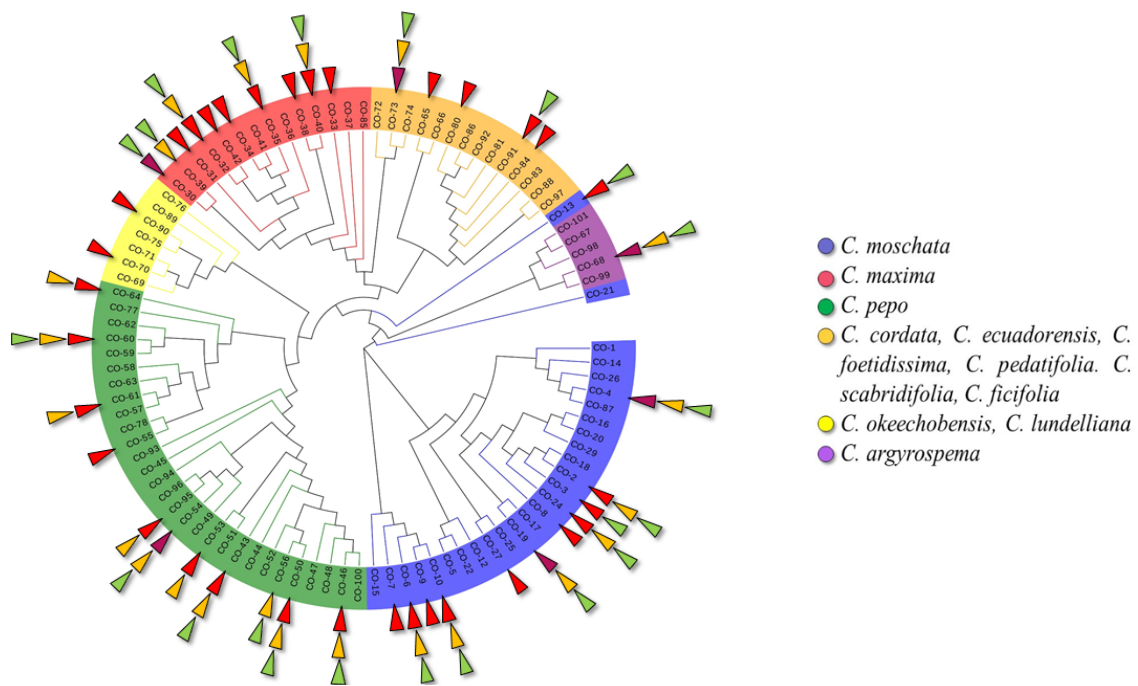 CO-72
CO-73
CO-74
CO-65
CO-66
CO-80
CO-86
CO-92
CO-81
CO-91
CO-84
CO-83
CO-88
CO-97
CO-13
CO-101
CO-67
CO-98
CO-68
CO-99
CO-21
CO-1
CO-14
CO-26
CO-4
CO-87
CO-16
CO-20
CO-29
CO-18
CO-2
CO-3
CO-24
CO-8
CO-17
CO-19
CO-25
CO-27
CO-12
CO-22
CO-5
CO-10
CO-9
CO-6
CO-7
CO-15
CO-100
CO-46
CO-48
CO-47
CO-50
CO-56
CO-52
CO-44
CO-43
CO-51
CO-53
CO-49
CO-54
CO-95
CO-96
CO-94
CO-45
CO-93
CO-55
CO-78
CO-57
CO-61
CO-63
CO-58
CO-59
CO-60
CO-62
CO-77
CO-64
CO-69
CO-70
CO-71
CO-75
CO-90
CO-89
CO-76
CO-30
CO-39
CO-31
CO-32
CO-42
CO-34
CO-41
CO-35
CO-36
CO-38
CO-40
CO-33
CO-37
CO-85
C. moschata
C. maxima
C. pepo
C. cordata, C. ecuadorensis, C.
foetidissima, C. pedatifolia. C.
scabridifolia, C. ficifolia
C. okeechobensis, C. lundelliana
C. argyrospema